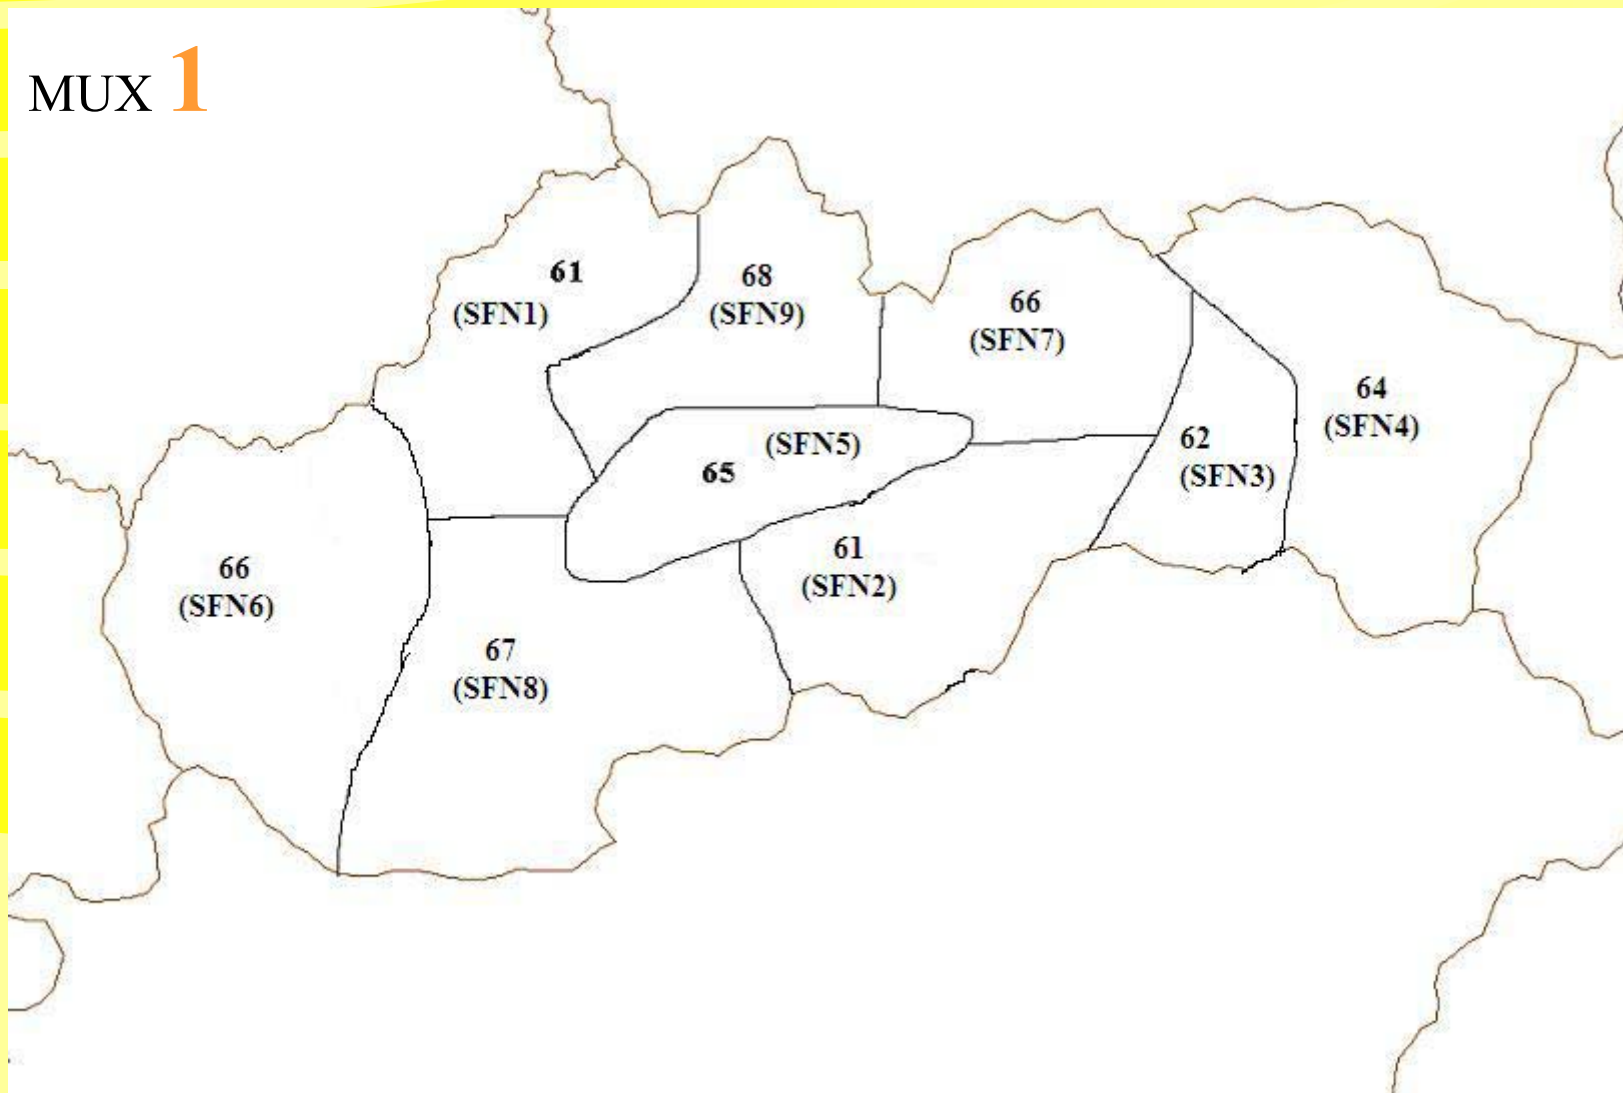 MUX 1
61
(SFN1)
68
(SFN9)
66
(SFN7)
64
(SFN4)
62
(SFN3)
(SFN5)
65
61
(SFN2)
66
(SFN6)
67
(SFN8)